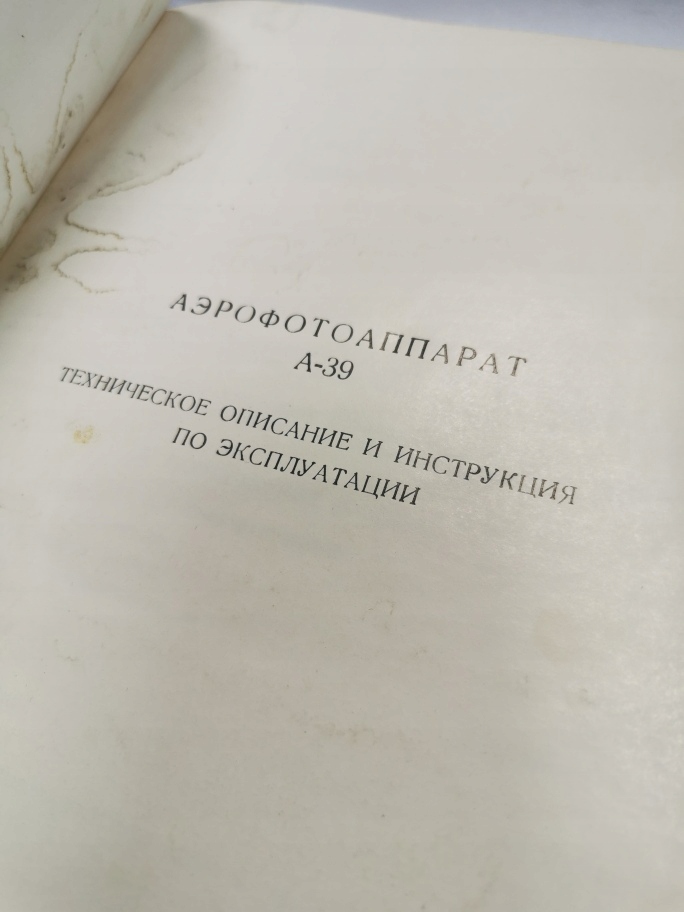 АЭРОФОТОАППАРАТ
А-39
ТЕХНИЧЕСКОЕ ОПИСАНИЕ И ИНСТРУКЦИЯ
ПО ЭКСПЛУАТАЦИИ